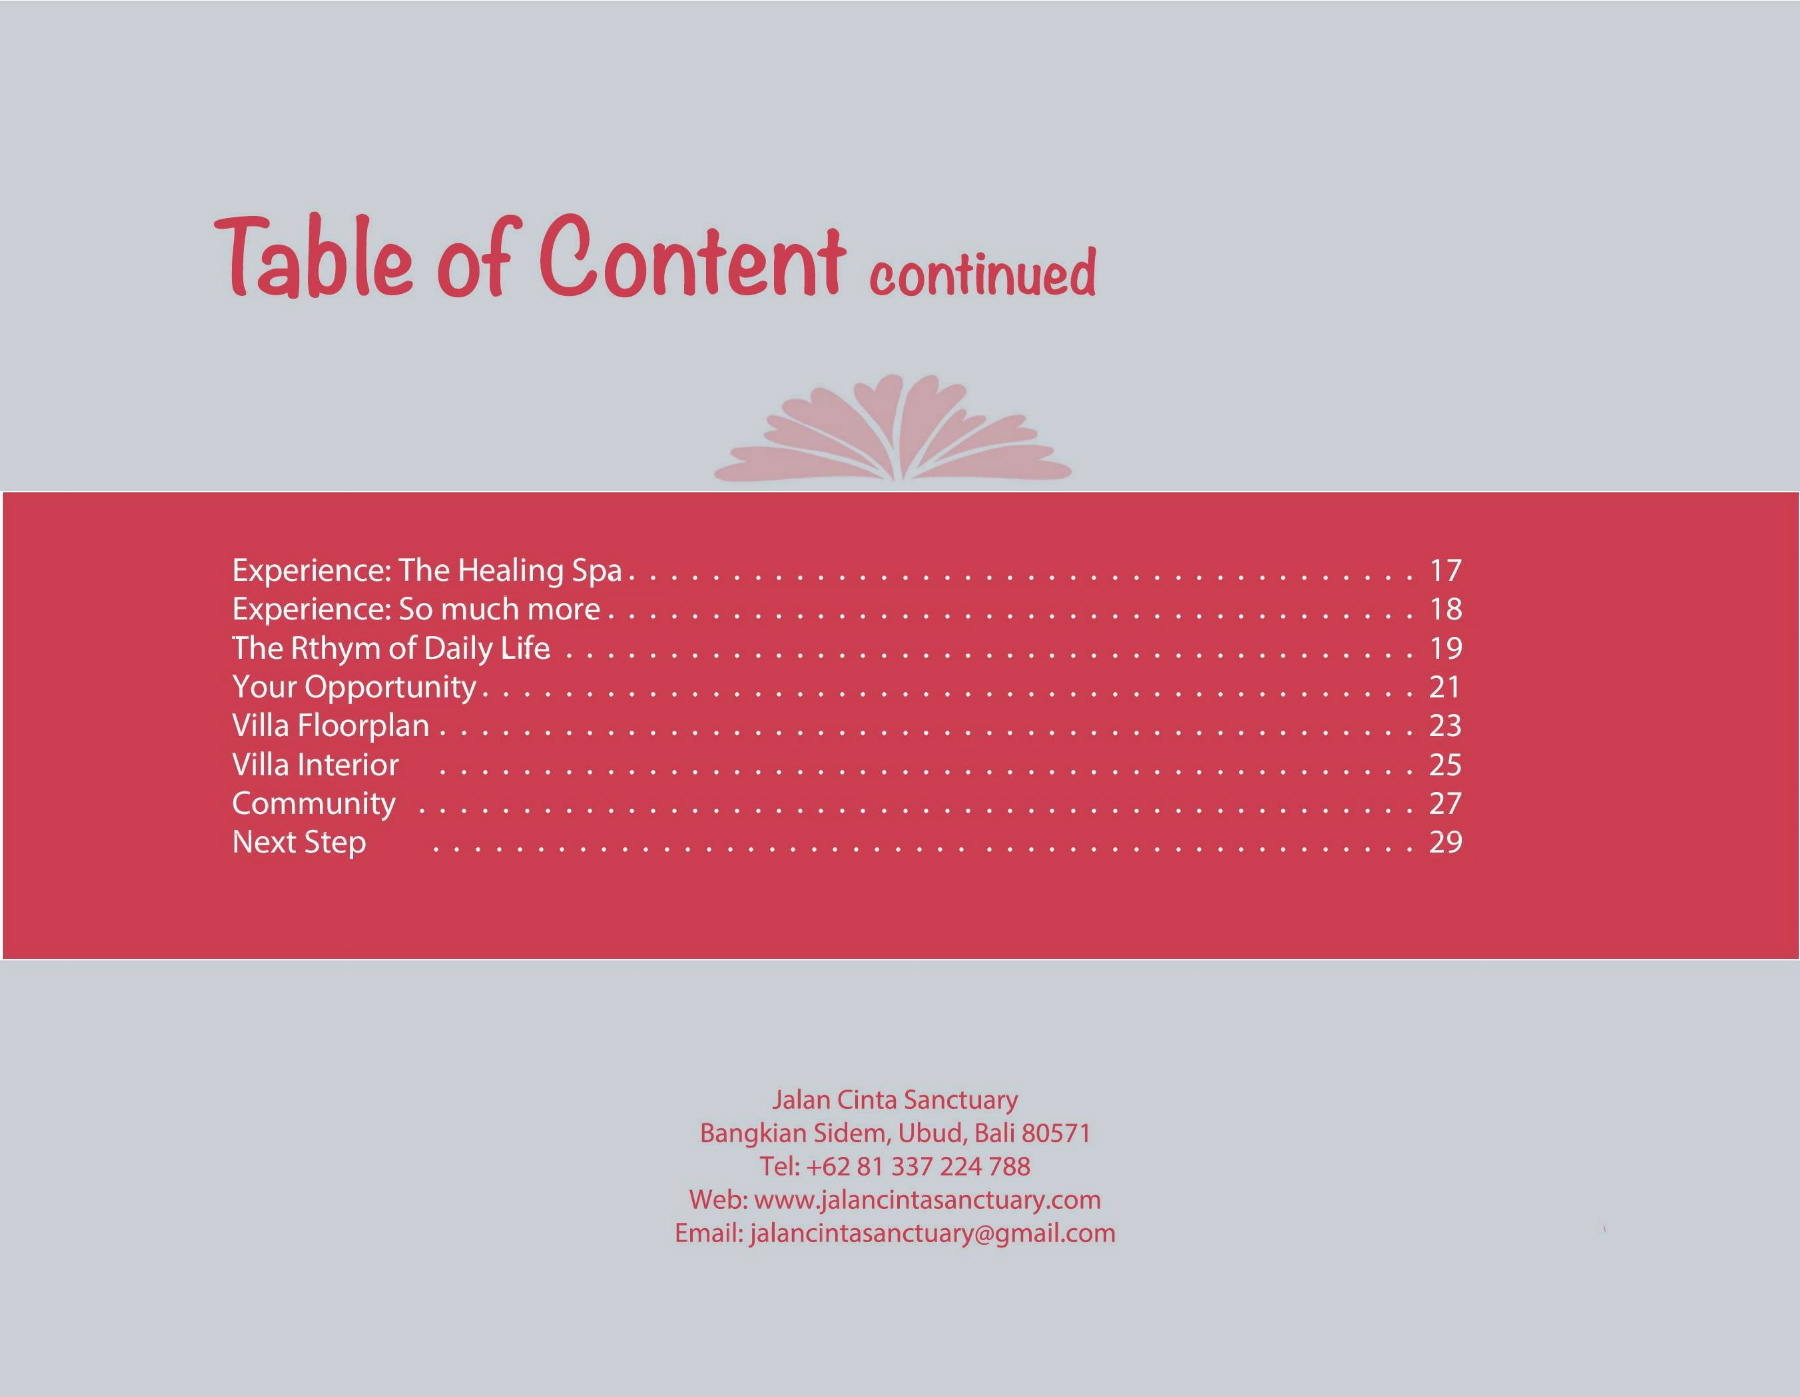 Table of Content continued
Experience: The Healing Spa . . . . . . . . . . . . . . . . . . . . . . . . . . . . . . . . . . . . . . 17
Experience: So much more . . . . . . . . . . . . . . . . . . . . . . . . . . . . . . . . . . . . . . . 18
The Rthym of Daily Life . . . . . . . . . . . . . . . . . . . . . . . . . . . . . . . . . . . . . . . . . 19
Your Opportunity . . . . . . . . . . . . . . . . . . . . . . . . . . . . . . . . . . . . . . . . . . . . . 21
Villa Floorplan . . . . . . . . . . . . . . . . . . . . . . . . . . . . . . . . . . . . . . . . . . . . . . . 23
Villa Interior . . . . . . . . . . . . . . . . . . . . . . . . . . . . . . . . . . . . . . . . . . . . . . . 25
Community . . . . . . . . . . . . . . . . . . . . . . . . . . . . . . . . . . . . . . . . . . . . . . . . 27
Next Step . . . . . . . . . . . . . . . . . . . . . . . . . . . . . . . . . . . . . . . . . . . . . . . 29
Jalan Cinta Sanctuary
Bangkian Sidem, Ubud, Bali 80571
Tel: +62 81 337 224 788
Web: www.jalancintasanctuary.com
Email: jalancintasanctuary@gmail.com